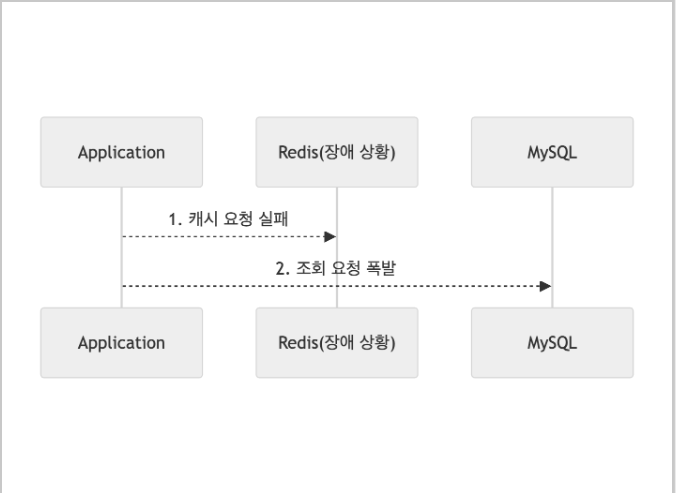 Application
Redis(장애 상황)
MySQL
1. 캐시 요청 실패
2. 조회 요청 폭발
Application
Redis(장애 상황)
MySQL